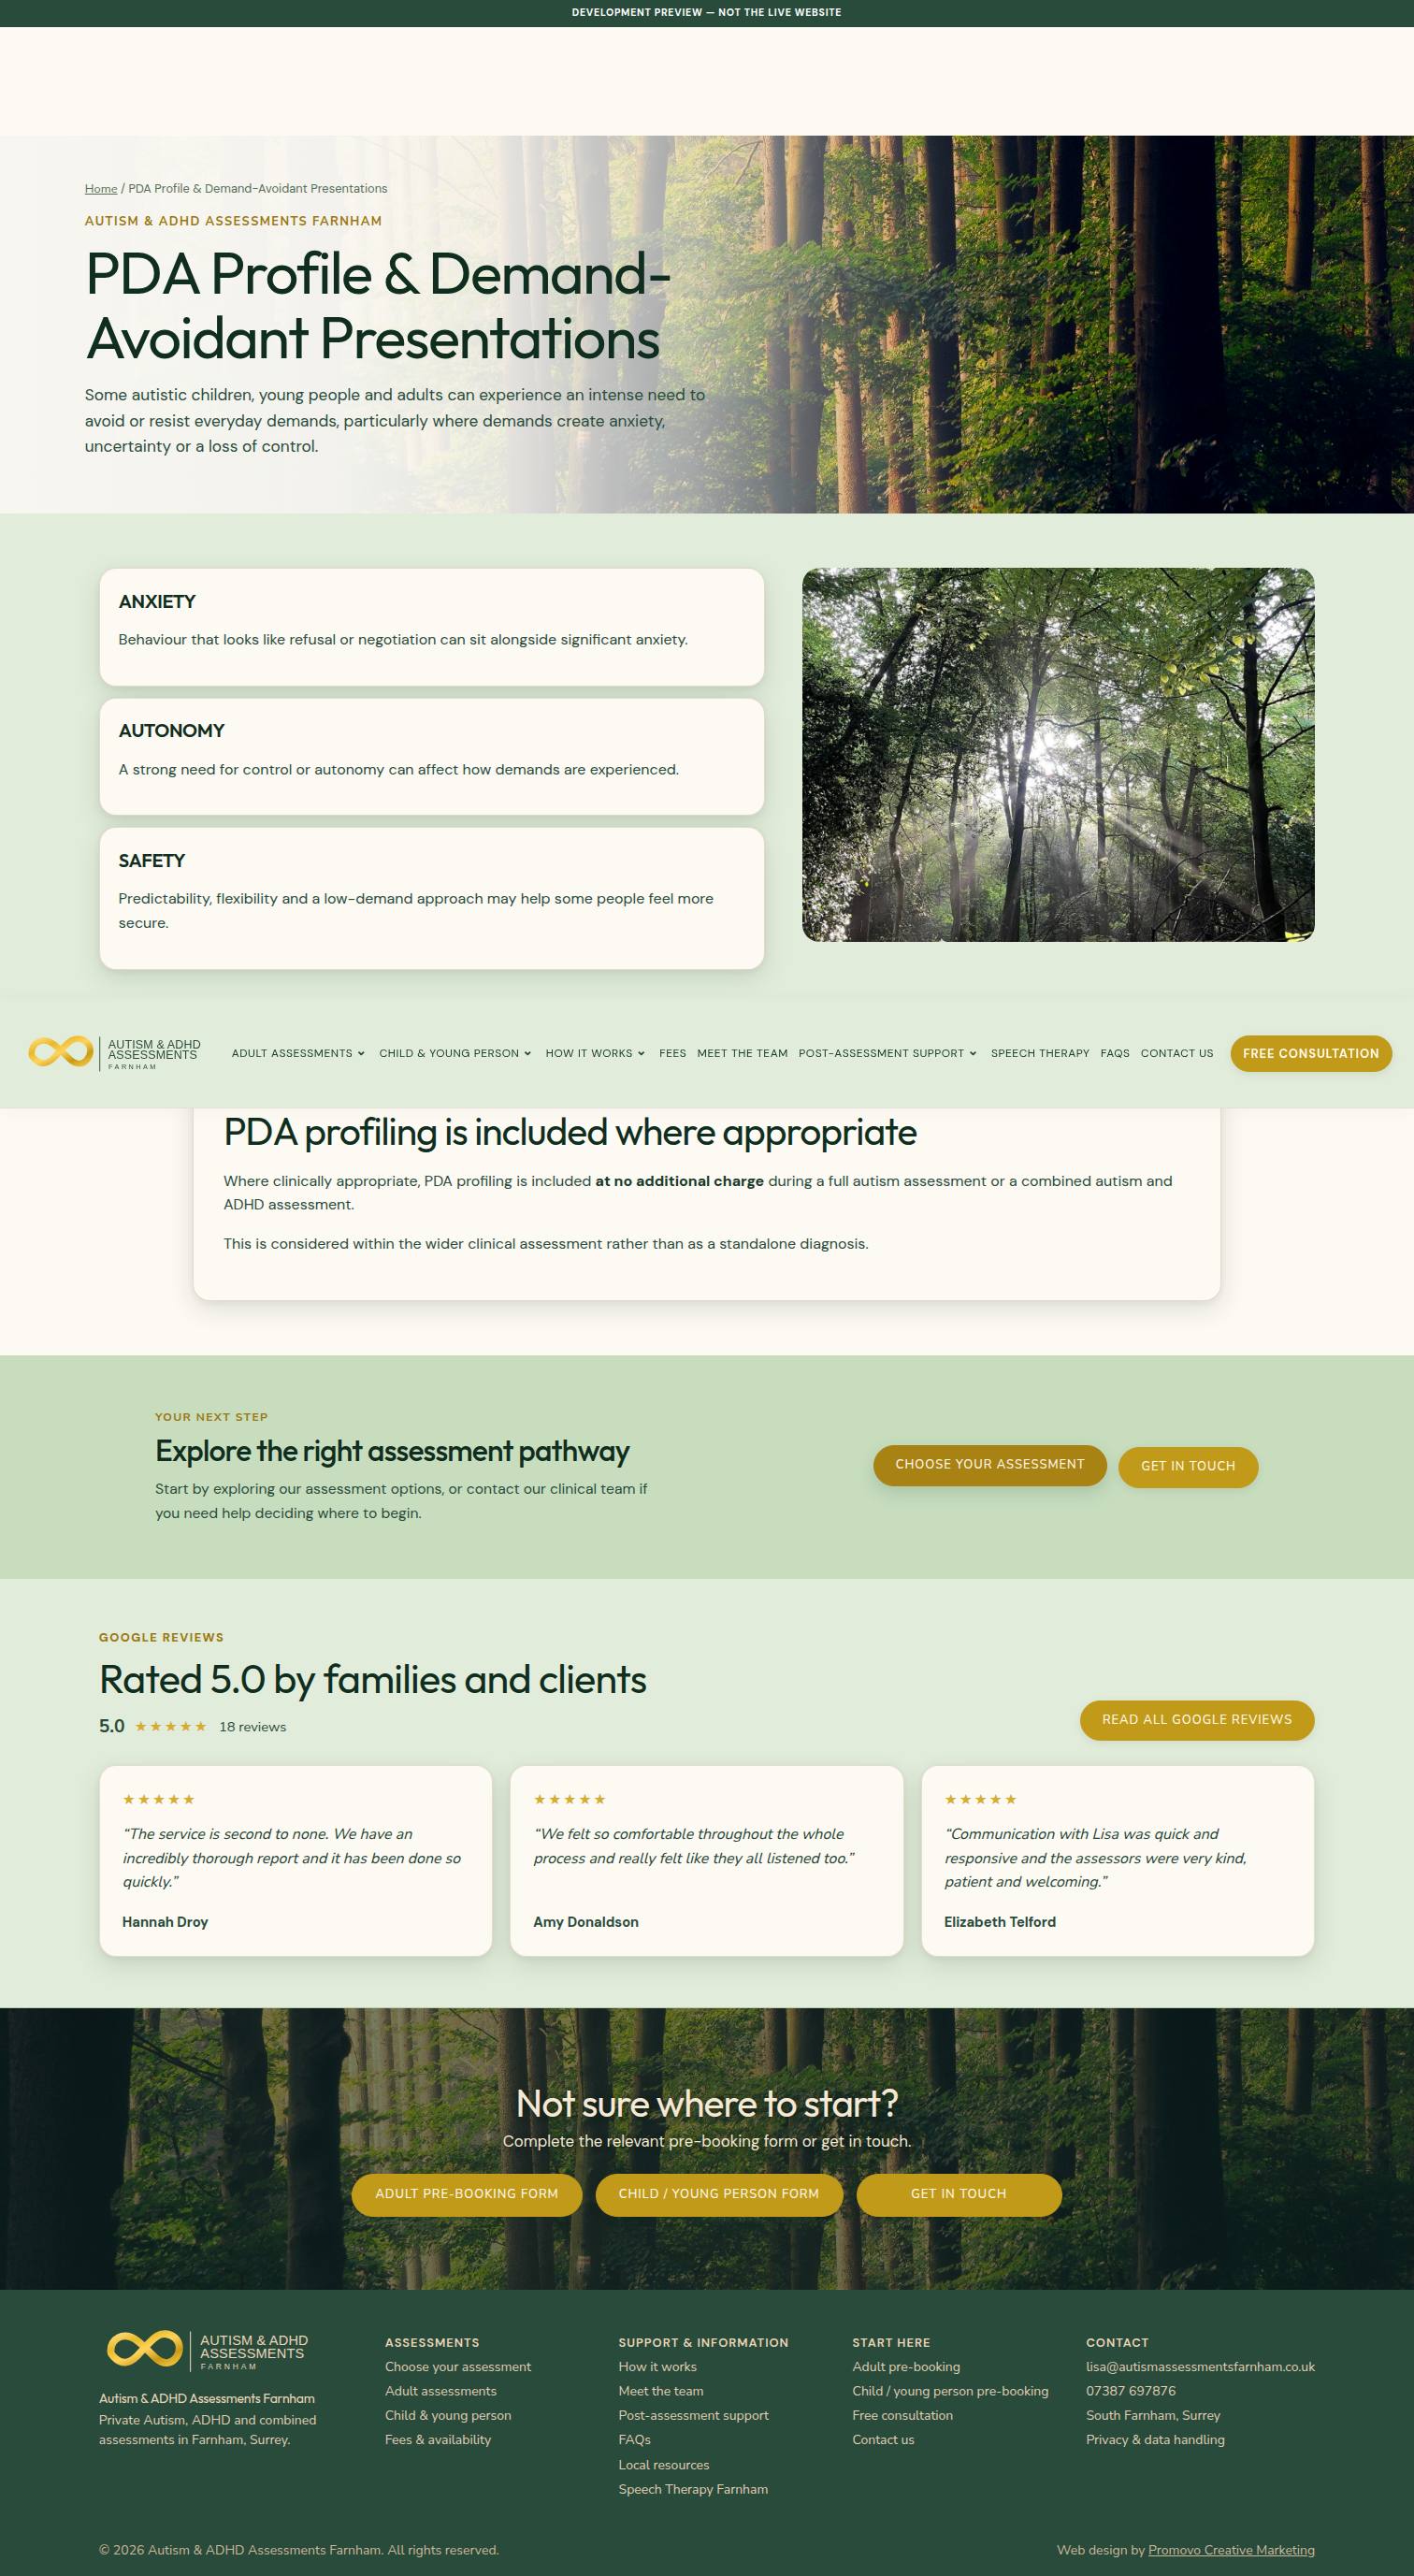 DEVELOPMENT PREVIEW — NOT THE LIVE WEBSITE
Home / PDA Profile & Demand-Avoidant Presentations
AUTISM & ADHD ASSESSMENTS FARNHAM
PDA Profile & Demand-
Avoidant Presentations
Some autistic children, young people and adults can experience an intense need to
avoid or resist everyday demands, particularly where demands create anxiety,
uncertainty or a loss of control.
ANXIETY
Behaviour that looks like refusal or negotiation can sit alongside significant anxiety.
AUTONOMY
A strong need for control or autonomy can affect how demands are experienced.
SAFETY
Predictability, flexibility and a low-demand approach may help some people feel more
secure.
AUTISM & ADHD
ASSESSMENTS
FARNHAM
ADULT ASSESSMENTS CHILD & YOUNG PERSON HOW IT WORKS FEES MEET THE TEAM POST-ASSESSMENT SUPPORT SPEECH THERAPY FAQS CONTACT US FREE CONSULTATION
PDA profiling is included where appropriate
Where clinically appropriate, PDA profiling is included at no additional charge during a full autism assessment or a combined autism and
ADHD assessment.
This is considered within the wider clinical assessment rather than as a standalone diagnosis.
YOUR NEXT STEP
Explore the right assessment pathway
Start by exploring our assessment options, or contact our clinical team if
you need help deciding where to begin.
CHOOSE YOUR ASSESSMENT
GET IN TOUCH
GOOGLE REVIEWS
Rated 5.0 by families and clients
5.0 ★★★★★ 18 reviews
READ ALL GOOGLE REVIEWS
★★★★★
“The service is second to none. We have an
incredibly thorough report and it has been done so
quickly.”
Hannah Droy
★★★★★
“We felt so comfortable throughout the whole
process and really felt like they all listened too.”
Amy Donaldson
★★★★★
“Communication with Lisa was quick and
responsive and the assessors were very kind,
patient and welcoming.”
Elizabeth Telford
Not sure where to start?
Complete the relevant pre-booking form or get in touch.
ADULT PRE-BOOKING FORM
CHILD / YOUNG PERSON FORM
GET IN TOUCH
AUTISM & ADHD
ASSESSMENTS
FARNHAM
Autism & ADHD Assessments Farnham
Private Autism, ADHD and combined
assessments in Farnham, Surrey.
ASSESSMENTS
Choose your assessment
Adult assessments
Child & young person
Fees & availability
SUPPORT & INFORMATION
How it works
Meet the team
Post-assessment support
FAQs
Local resources
Speech Therapy Farnham
START HERE
Adult pre-booking
Child / young person pre-booking
Free consultation
Contact us
CONTACT
lisa@autismassessmentsfarnham.co.uk
07387 697876
South Farnham, Surrey
Privacy & data handling
© 2026 Autism & ADHD Assessments Farnham. All rights reserved.
Web design by Promovo Creative Marketing